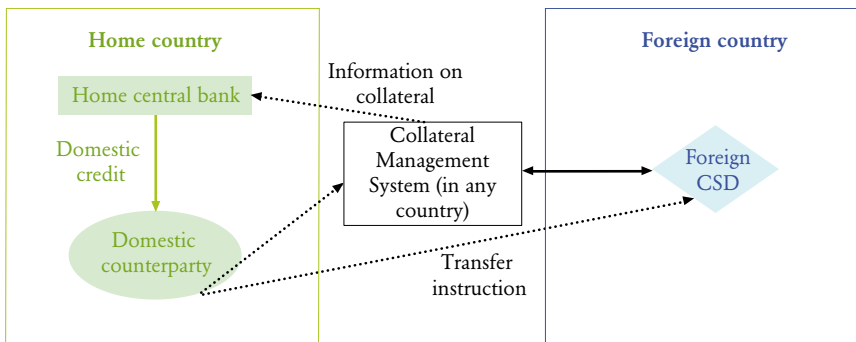 Home country
Foreign country
Information on
collateral
Home central bank
Domestic
credit
Collateral
Management
System (in any
country)
Foreign
CSD
Domestic
counterparty
Transfer
instruction